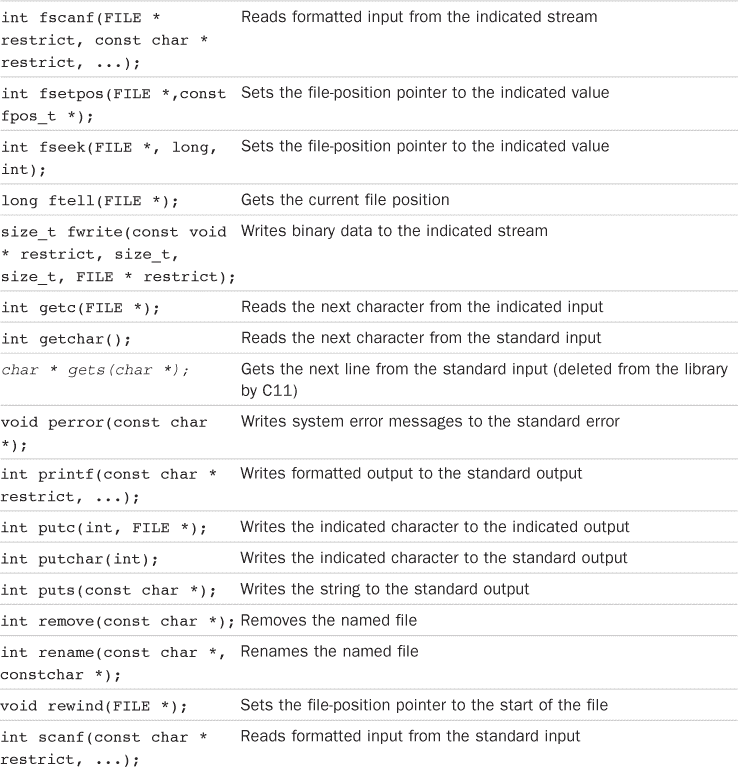 int fscanf(FILE * Reads formatted input from the indicated stream
restrict, const char *
restrict, ...);
int fsetpos(FILE *,const Sets the file-position pointer to the indicated value
fpos_t *);
int fseek(FILE *, long, Sets the file-position pointer to the indicated value
int);
long ftell(FILE *); Gets the current file position
size_t fwrite(const void Writes binary data to the indicated stream
* restrict, size_t,
size_t, FILE * restrict);
int getc(FILE *); Reads the next character from the indicated input
int getchar(); Reads the next character from the standard input
char * gets(char *); Gets the next line from the standard input (deleted from the library
by C11)
void perror(const char Writes system error messages to the standard error
*);
int printf(const char * Writes formatted output to the standard output
restrict, ...);
int putc(int, FILE *); Writes the indicated character to the indicated output
int putchar(int); Writes the indicated character to the standard output
int puts(const char *); Writes the string to the standard output
int remove(const char *); Removes the named file
int rename(const char *, Renames the named file
constchar *);
void rewind(FILE *); Sets the file-position pointer to the start of the file
int scanf(const char * Reads formatted input from the standard input
restrict, ...);